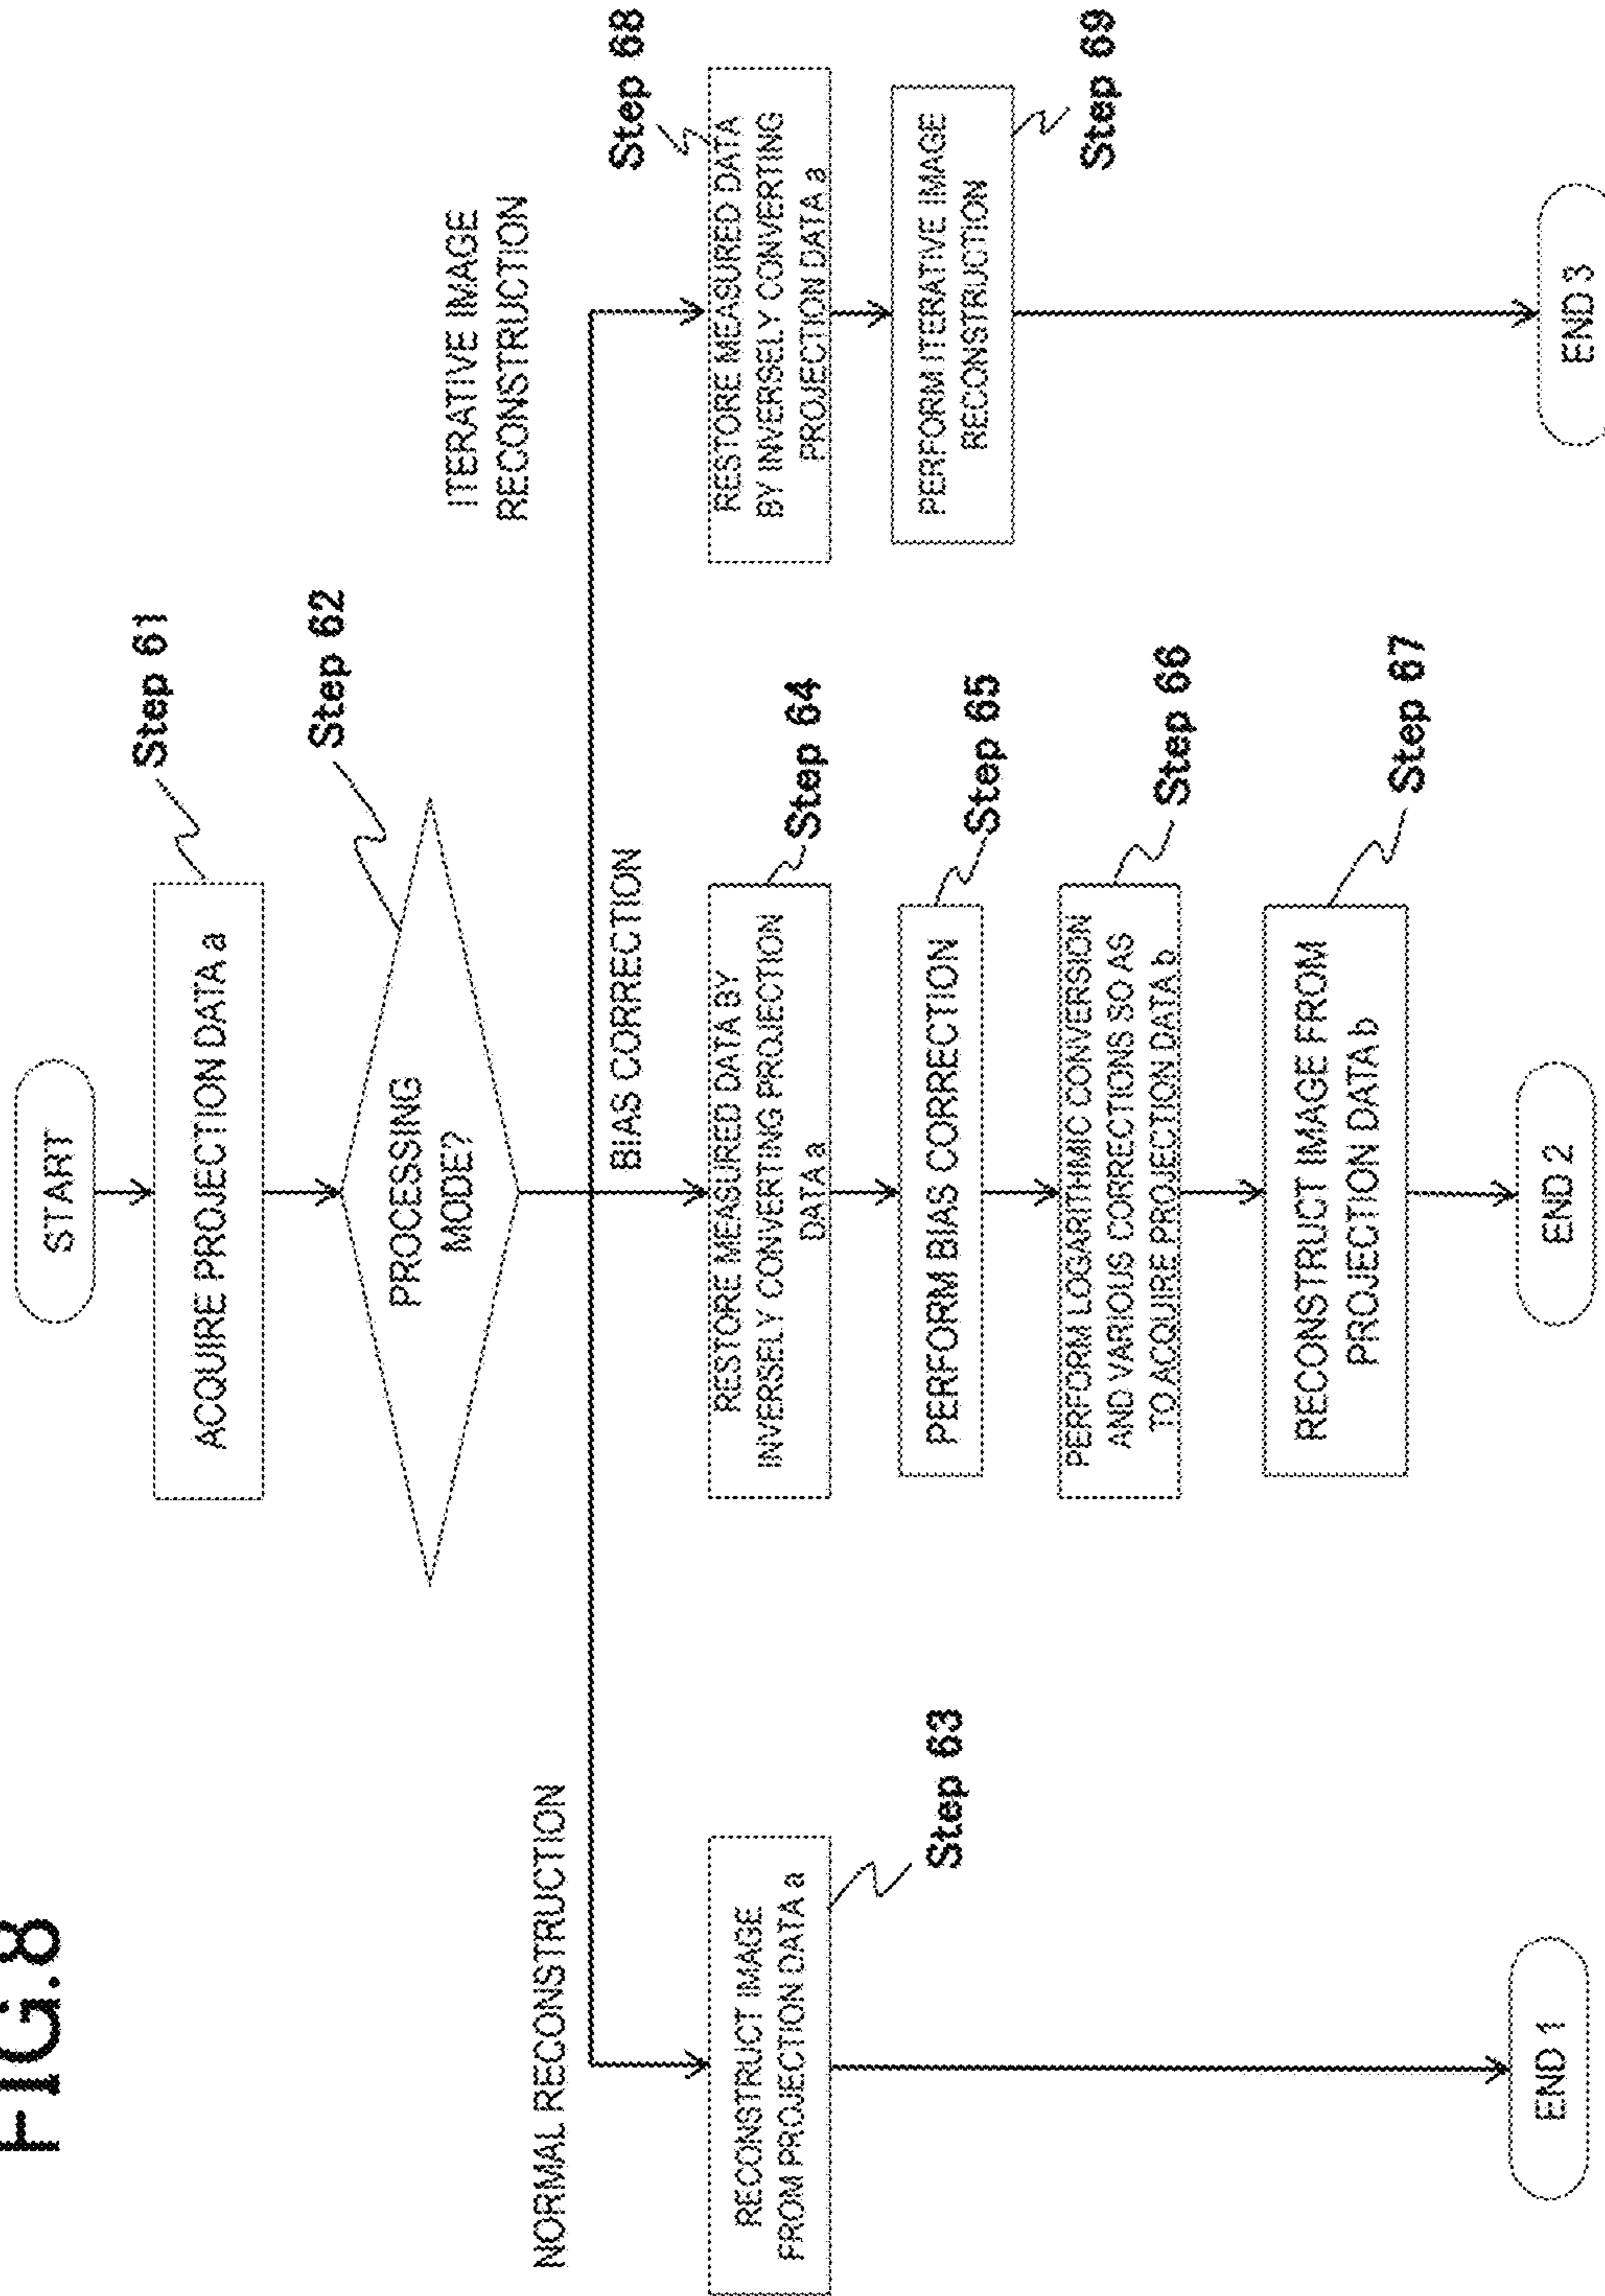 FIG.8
START
ACQUIRE PROJECTION DATA a
Step 61
PROCESSING
MODE?
Step 62
NORMAL RECONSTRUCTION
RECONSTRUCT IMAGE
FROM PROJECTION DATA a
Step 63
END 1
BIAS CORRECTION
RESTORE MEASURED DATA BY
INVERSELY CONVERTING PROJECTION
DATA a
Step 64
PERFORM BIAS CORRECTION
Step 65
PERFORM LOGARITHMIC CONVERSION
AND VARIOUS CORRECTIONS SO AS
TO ACQUIRE PROJECTION DATA b
Step 66
RECONSTRUCT IMAGE FROM
PROJECTION DATA b
Step 67
END 2
ITERATIVE IMAGE
RECONSTRUCTION
RESTORE MEASURED DATA
BY INVERSELY CONVERTING
PROJECTION DATA a
Step 68
PERFORM ITERATIVE IMAGE
RECONSTRUCTION
Step 69
END 3